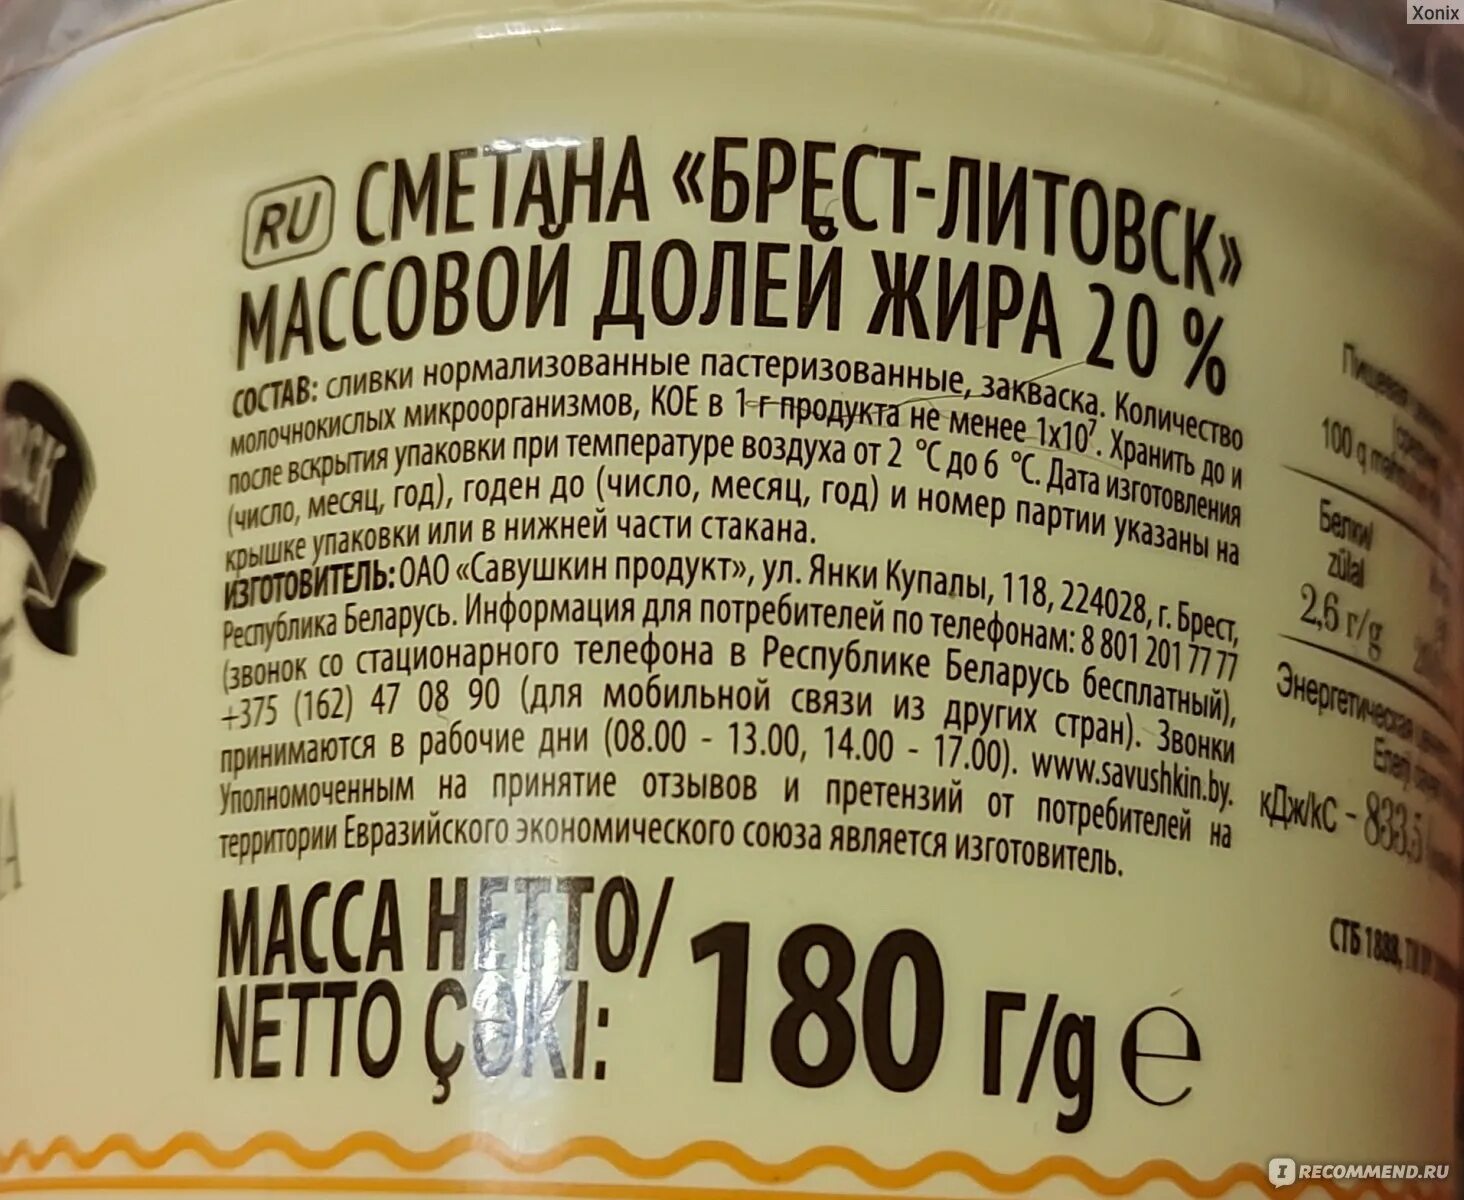 Xonix
RU СМЕТАНА «БРЕСТ-ЛИТОВСК»
МАССОВОЙ ДОЛЕЙ ЖИРА 20 %
СОСТАВ: сливки нормализованные пастеризованные, закваска. Количество
молочнокислых микроорганизмов, КОЕ в 1 г продукта не менее 1х10⁷. Хранить до и
после вскрытия упаковки при температуре воздуха от 2 °С до 6 °С. Дата изготовления
(число, месяц, год), годен до (число, месяц, год) и номер партии указаны на
крышке упаковки или в нижней части стакана.
ИЗГОТОВИТЕЛЬ: ОАО «Савушкин продукт», ул. Янки Купалы, 118, 224028, г. Брест,
Республика Беларусь. Информация для потребителей по телефонам: 8 801 201 77 77
(звонок со стационарного телефона в Республике Беларусь бесплатный),
+375 (162) 47 08 90 (для мобильной связи из других стран). Звонки
принимаются в рабочие дни (08.00 - 13.00, 14.00 - 17.00). www.savushkin.by.
Уполномоченным на принятие отзывов и претензий от потребителей на
территории Евразийского экономического союза является изготовитель.
МАССА НЕТТО/
NETTO ÇƏKI:
180 Г/g e
Пищевая
100 q
Белки/
zülal
2,6 г/g
Энергетическая
Enerji
кДж/kC - 833,5
СТБ 1888,
IRECOMMEND.RU